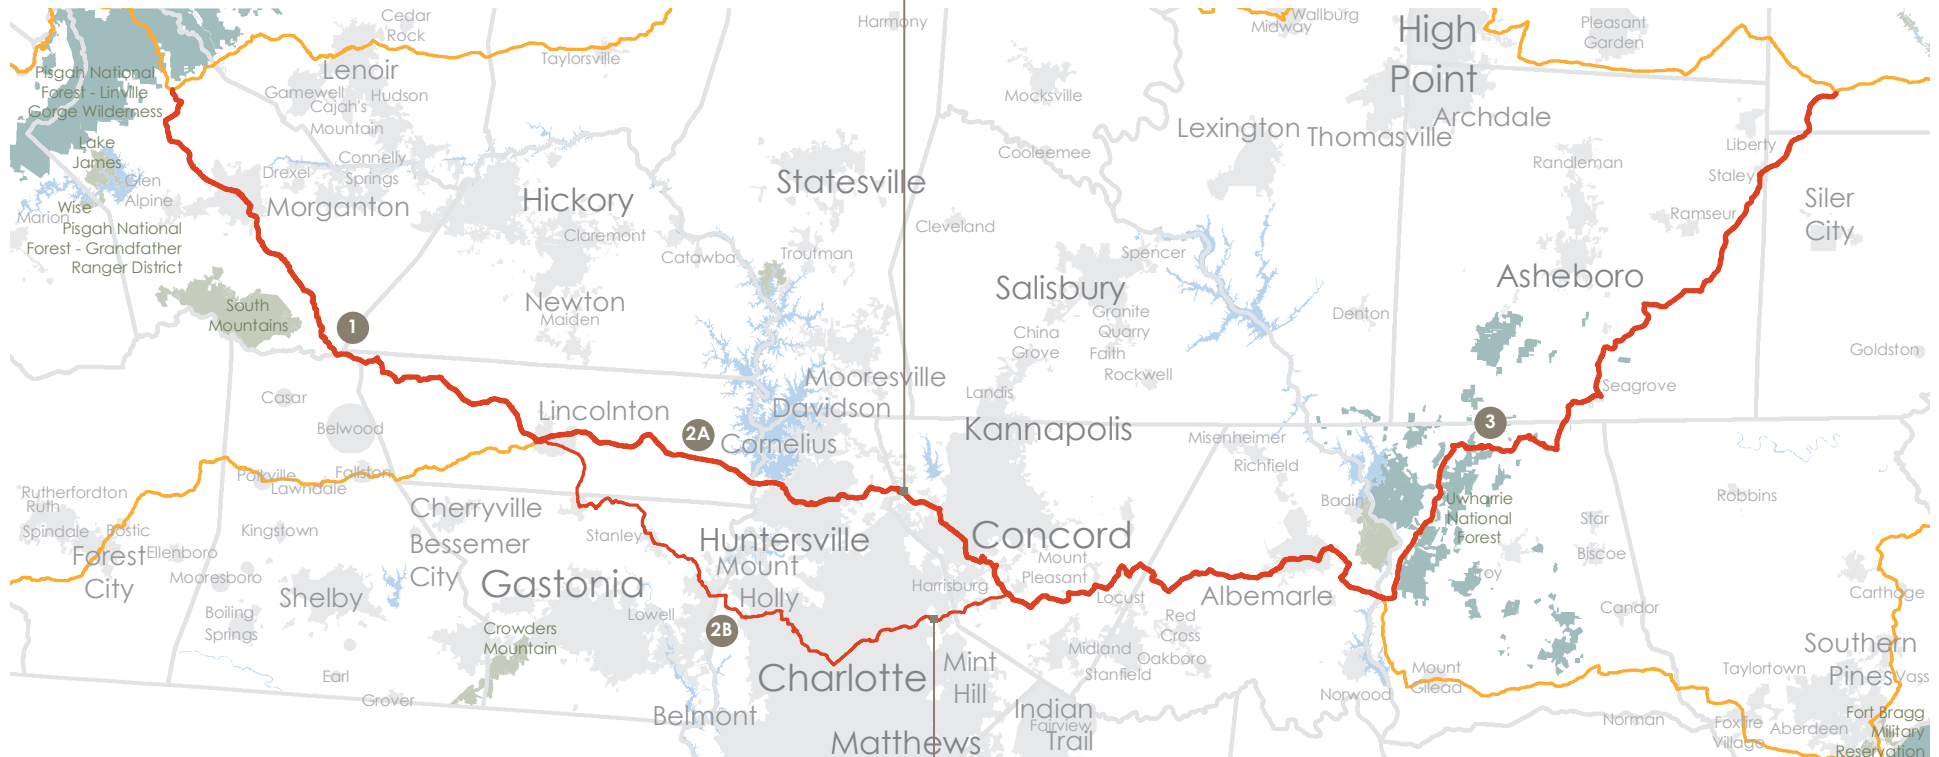 Cedar
Rock
Harmony
Wallburg
Midway
High
Point
Pleasant
Garden
Pisgah National
Forest - Linville
Gorge Wilderness
Lenoir
Taylorsville
Gamewell
Hudson
Cajah's
Mountain
Mocksville
Lexington
Thomasville
Archdale
Lake
James
Connelly
Springs
Drexel
Cooleemee
Randleman
Liberty
Staley
Glen
Alpine
Hickory
Statesville
Morganton
Marion
Wise
Ramseur
Siler
City
Pisgah National
Forest - Grandfather
Ranger District
Claremont
Cleveland
Catawba
Troutman
Spencer
Asheboro
Salisbury
Newton
Maiden
South
Mountains
1
Granite
Quarry
China
Grove
Faith
Rockwell
Denton
Goldston
Mooresville
Davidson
Landis
Seagrove
Casar
Lincolnton
Belwood
2A
Cornelius
Kannapolis
Misenheimer
Richfield
3
Polkville
Fallston
Lawndale
Rutherfordton
Ruth
Spindale
Bostic
Kingstown
Cherryville
Bessemer
City
Stanley
Huntersville
Mount
Holly
Concord
Mount
Pleasant
Badin
Uwharrie
National
Forest
Robbins
Star
Biscoe
Forest
City
Ellenboro
Mooresboro
Shelby
Gastonia
Harrisburg
Locust
Albemarle
Troy
Candor
Carthage
Boiling
Springs
Lowell
2B
Crowders
Mountain
Red
Cross
Midland
Oakboro
Stanfield
Charlotte
Mint
Hill
Southern
Pines
Taylortown
Vass
Earl
Grover
Mount
Gilead
Norwood
Belmont
Matthews
Indian
Trail
Fairview
Norman
Foxfire
Village
Aberdeen
Fort Bragg
Military
Reservation